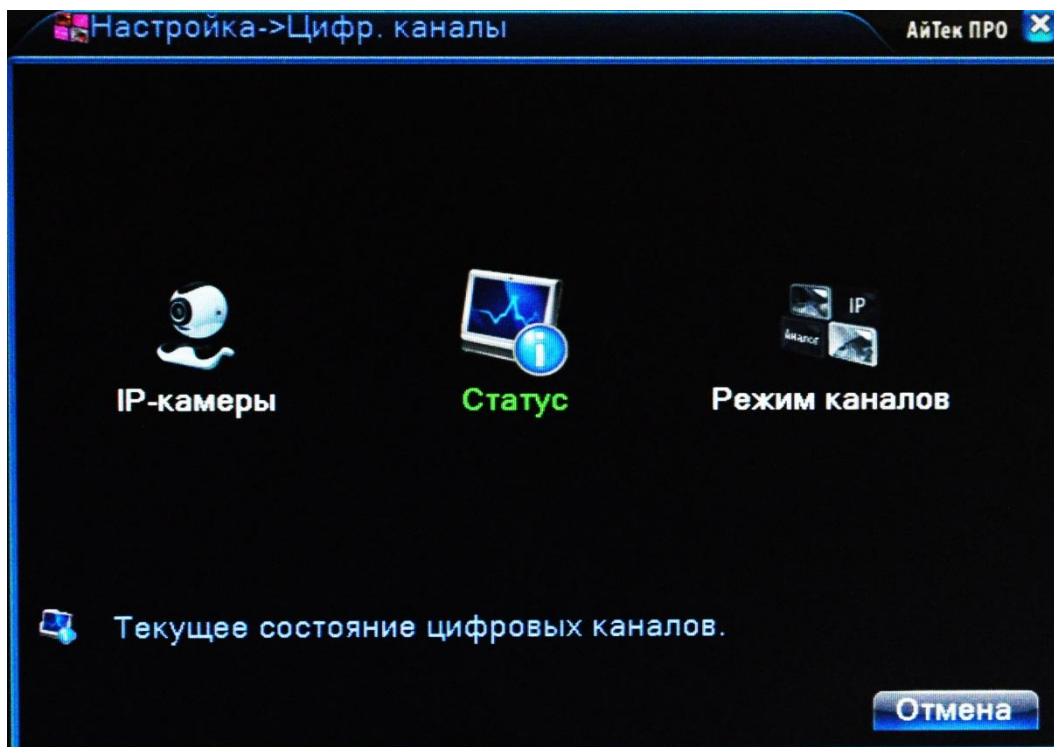 Настройка->Цифр. каналы
АйТек ПРО
IP
Аналог
IP-камеры
Статус
Режим каналов
Текущее состояние цифровых каналов.
Отмена